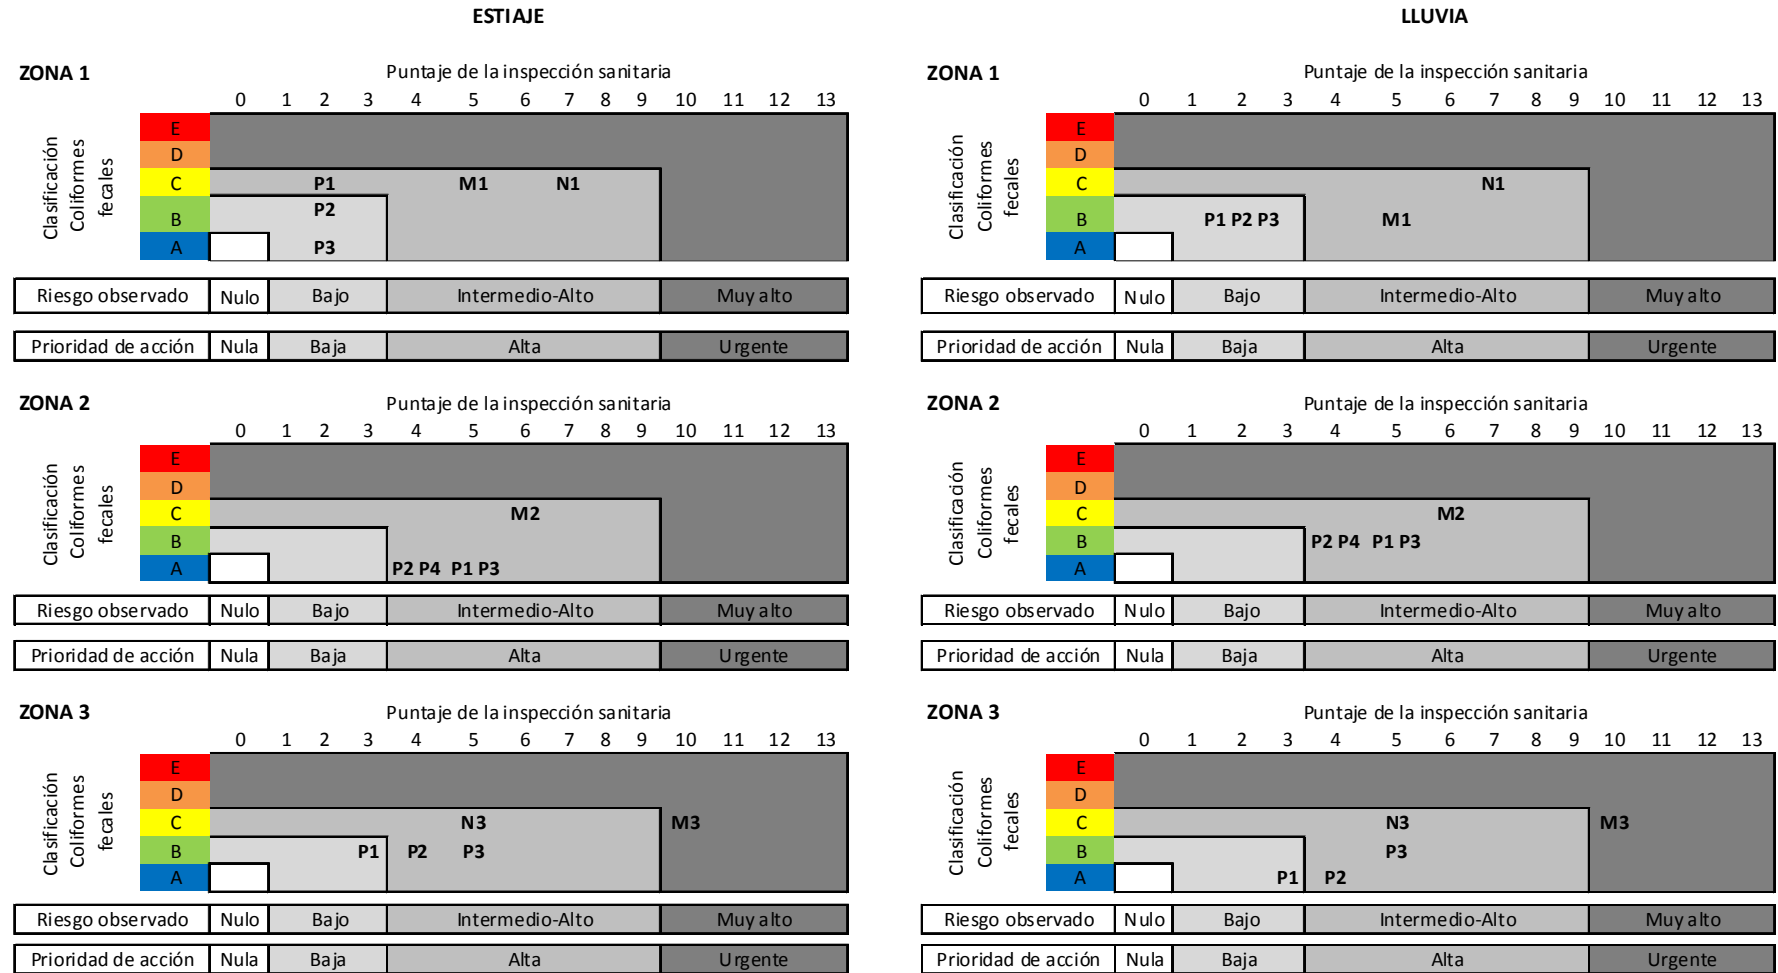 ESTIAJE
ZONA 1
Puntaje de la inspección sanitaria
0 1 2 3 4 5 6 7 8 9 10 11 12 13
Clasificación
Coliformes
fecales
E
D
C P1 M1 N1
B P2
A P3
Riesgo observado Nulo Bajo Intermedio-Alto Muy alto
Prioridad de acción Nula Baja Alta Urgente
ZONA 2
Puntaje de la inspección sanitaria
0 1 2 3 4 5 6 7 8 9 10 11 12 13
Clasificación
Coliformes
fecales
E
D
C M2
B
A P2 P4 P1 P3
Riesgo observado Nulo Bajo Intermedio-Alto Muy alto
Prioridad de acción Nula Baja Alta Urgente
ZONA 3
Puntaje de la inspección sanitaria
0 1 2 3 4 5 6 7 8 9 10 11 12 13
Clasificación
Coliformes
fecales
E
D
C N3 M3
B P1 P2 P3
A
Riesgo observado Nulo Bajo Intermedio-Alto Muy alto
Prioridad de acción Nula Baja Alta Urgente
LLUVIA
ZONA 1
Puntaje de la inspección sanitaria
0 1 2 3 4 5 6 7 8 9 10 11 12 13
Clasificación
Coliformes
fecales
E
D
C N1
B P1 P2 P3 M1
A
Riesgo observado Nulo Bajo Intermedio-Alto Muy alto
Prioridad de acción Nula Baja Alta Urgente
ZONA 2
Puntaje de la inspección sanitaria
0 1 2 3 4 5 6 7 8 9 10 11 12 13
Clasificación
Coliformes
fecales
E
D
C M2
B P2 P4 P1 P3
A
Riesgo observado Nulo Bajo Intermedio-Alto Muy alto
Prioridad de acción Nula Baja Alta Urgente
ZONA 3
Puntaje de la inspección sanitaria
0 1 2 3 4 5 6 7 8 9 10 11 12 13
Clasificación
Coliformes
fecales
E
D
C N3 M3
B P3
A P1 P2
Riesgo observado Nulo Bajo Intermedio-Alto Muy alto
Prioridad de acción Nula Baja Alta Urgente